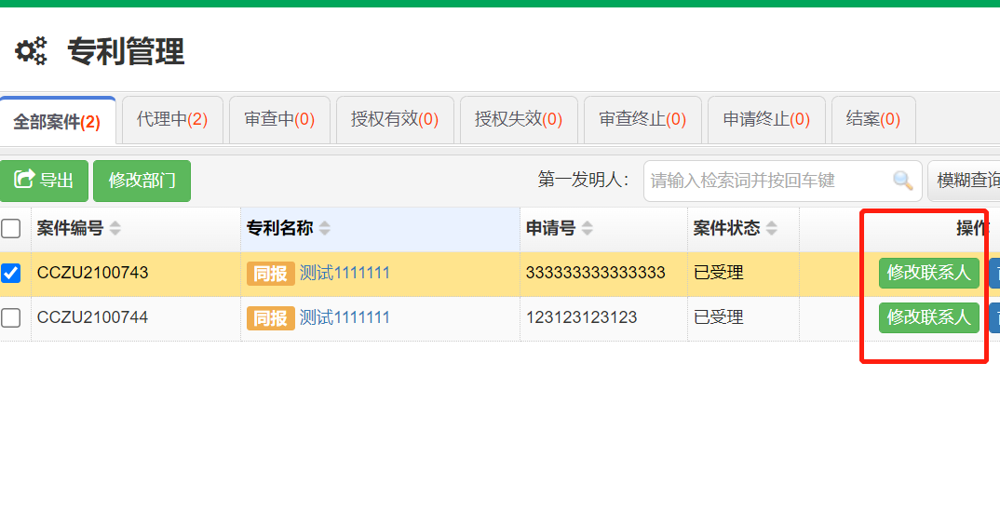 专利管理
全部案件(2) 代理中(2) 审查中(0) 授权有效(0) 授权失效(0) 审查终止(0) 申请终止(0) 结案(0)
导出 修改部门 第一发明人： 请输入检索词并按回车键 模糊查询
案件编号 专利名称 申请号 案件状态 操作
CCZU2100743 同报 测试1111111 333333333333333 已受理 修改联系人
CCZU2100744 同报 测试1111111 123123123123 已受理 修改联系人